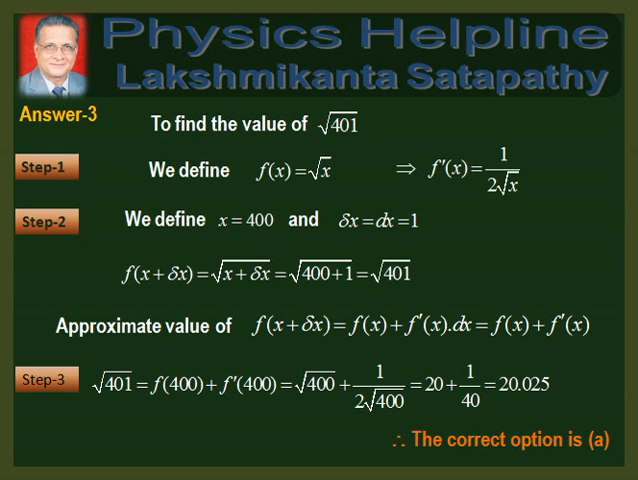 Physics Helpline
Lakshmikanta Satapathy
Answer-3
To find the value of √401
Step-1 We define f(x) = √x ⇒ f′(x) = 1/(2√x)
Step-2 We define x = 400 and δx = dx = 1
f(x + δx) = √(x + δx) = √(400 + 1) = √401
Approximate value of f(x + δx) = f(x) + f′(x).dx = f(x) + f′(x)
Step-3 √401 = f(400) + f′(400) = √400 + 1/(2√400) = 20 + 1/40 = 20.025
∴ The correct option is (a)